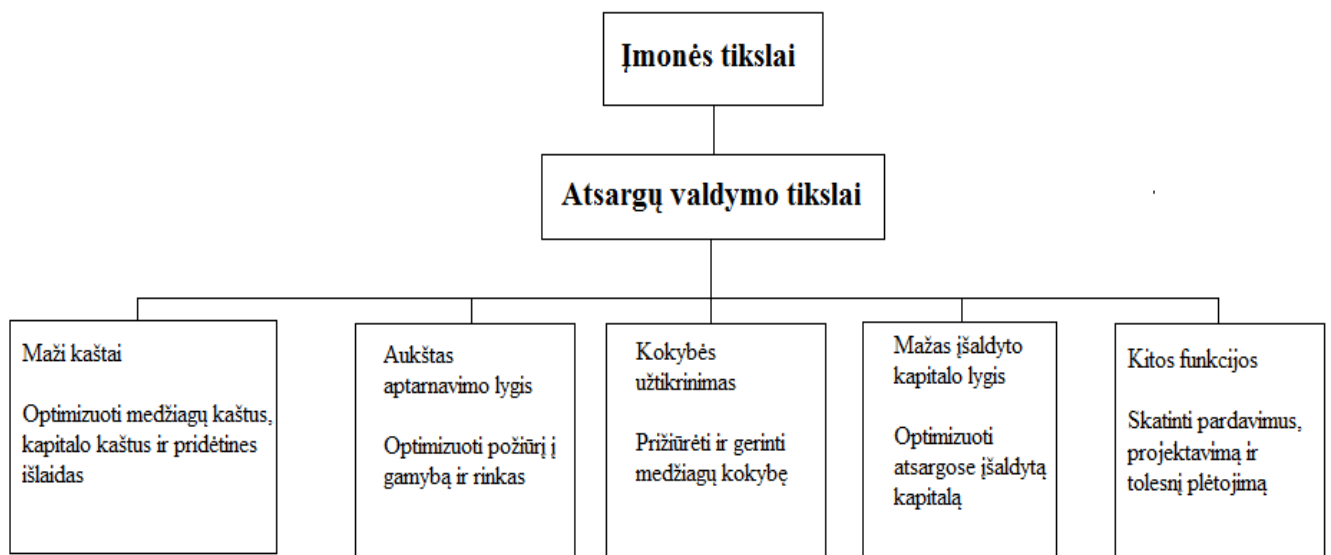 Įmonės tikslai
Atsargų valdymo tikslai
Maži kaštai
Optimizuoti medžiagų kaštus,
kapitalo kaštus ir pridėtines
išlaidas
Aukštas
aptarnavimo lygis
Optimizuoti požiūrį į
gamybą ir rinkas
Kokybės
užtikrinimas
Prižiūrėti ir gerinti
medžiagų kokybę
Mažas įšaldyto
kapitalo lygis
Optimizuoti
atsargose įšaldytą
kapitalą
Kitos funkcijos
Skatinti pardavimus,
projektavimą ir
tolesnį plėtojimą